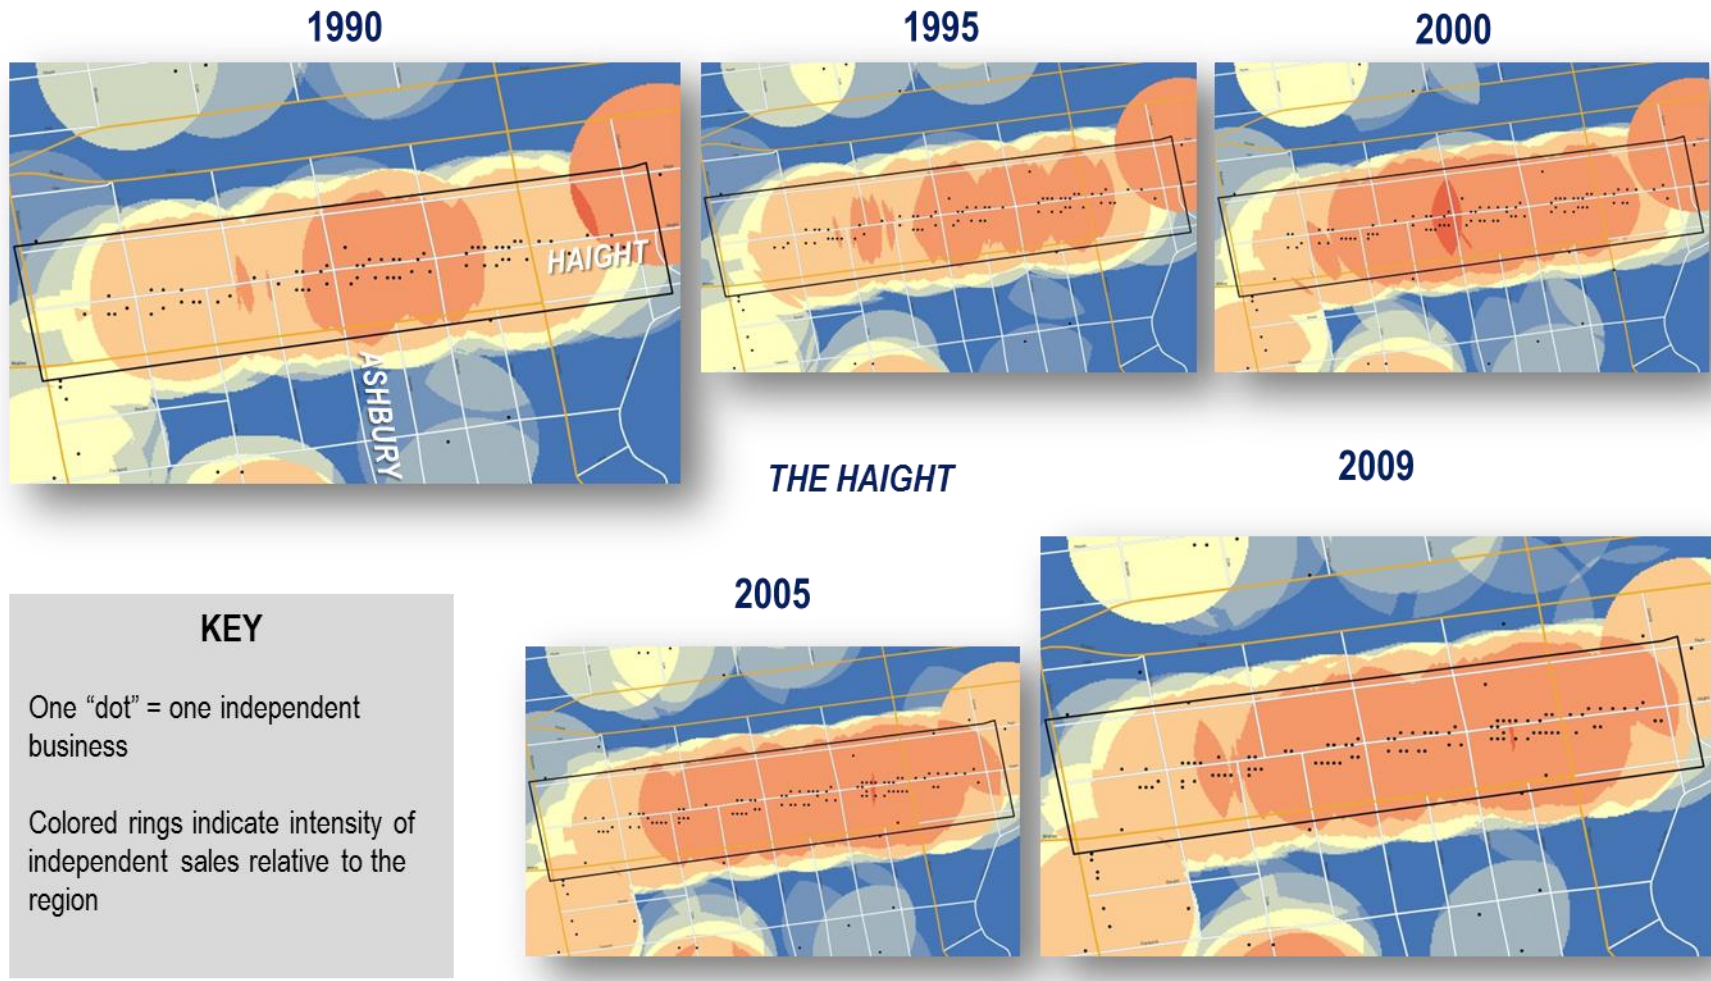 1990
1995
2000
HAIGHT
ASHBURY
THE HAIGHT
2009
2005
KEY
One “dot” = one independent
business
Colored rings indicate intensity of
independent sales relative to the
region